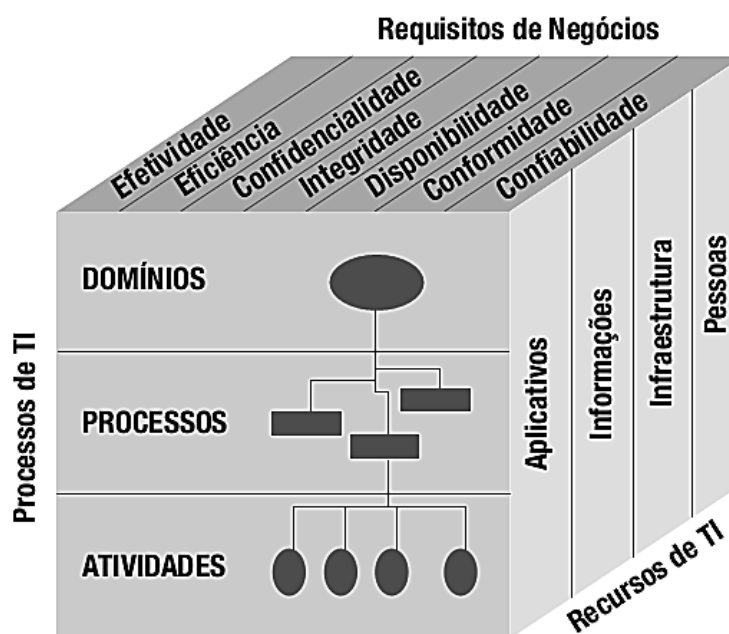 Requisitos de Negócios
Efetividade
Eficiência
Confidencialidade
Integridade
Disponibilidade
Conformidade
Confiabilidade
Processos de TI
DOMÍNIOS
PROCESSOS
ATIVIDADES
Aplicativos
Informações
Infraestrutura
Pessoas
Recursos de TI